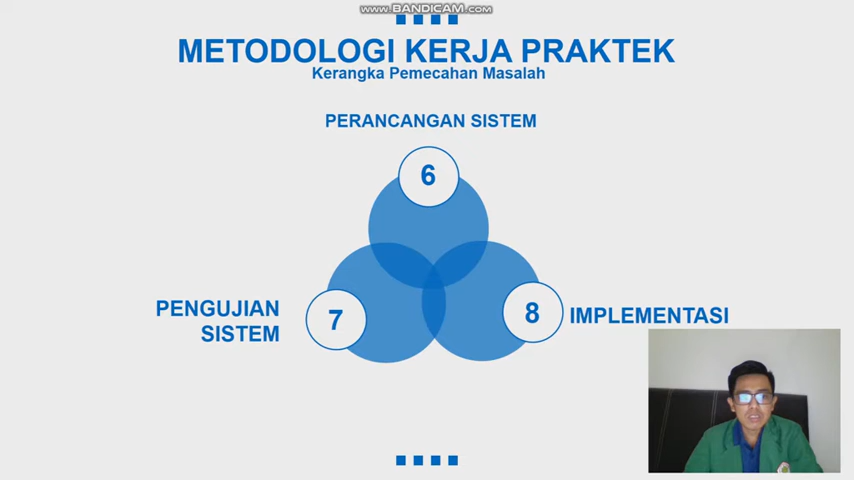 www.BANDICAM.com
METODOLOGI KERJA PRAKTEK
Kerangka Pemecahan Masalah
PERANCANGAN SISTEM
6
PENGUJIAN
SISTEM
7
8
IMPLEMENTASI